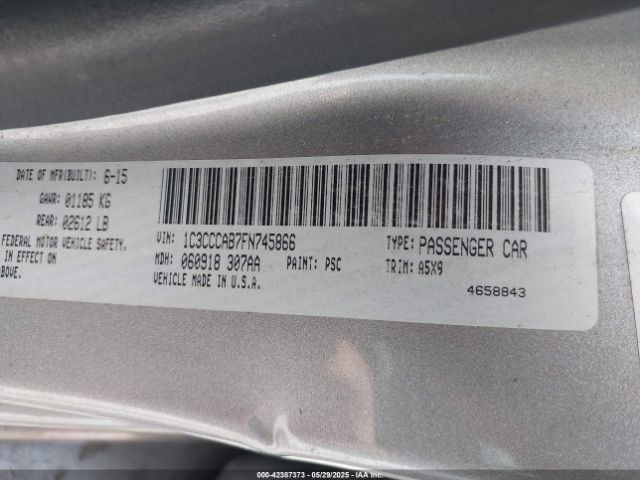 DATE OF MFR(BUILT): 6-15
GAWR: 01185 KG
REAR: 02612 LB
FEDERAL MOTOR VEHICLE SAFETY.
IN EFFECT ON
ABOVE.
VIN: 1C3CCCAB7FN745866
TYPE: PASSENGER CAR
MDH: 060918 307AA
PAINT: PSC
TRIM: A5X9
VEHICLE MADE IN U.S.A.
4658843
000-42387373 — 05/29/2025 — IAA Inc.